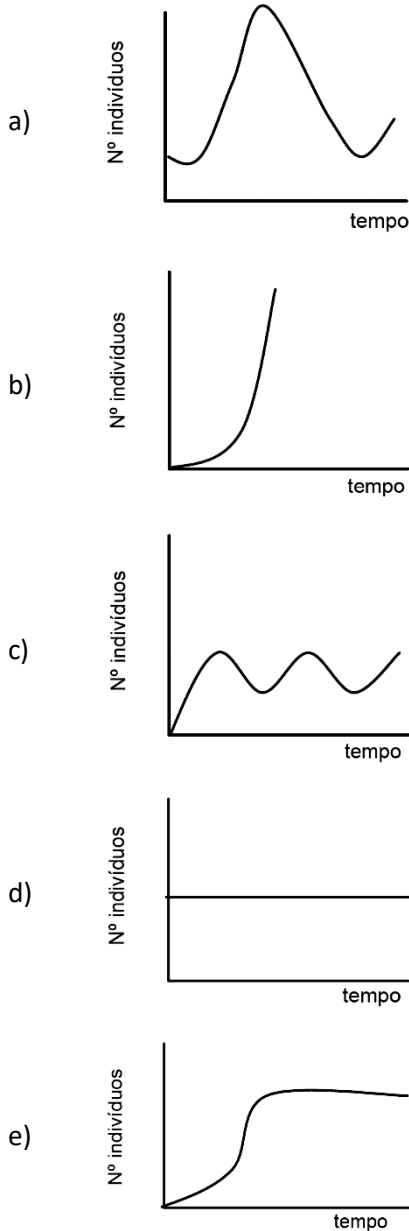 a)
Nº indivíduos
tempo
b)
Nº indivíduos
tempo
c)
Nº indivíduos
tempo
d)
Nº indivíduos
tempo
e)
Nº indivíduos
tempo